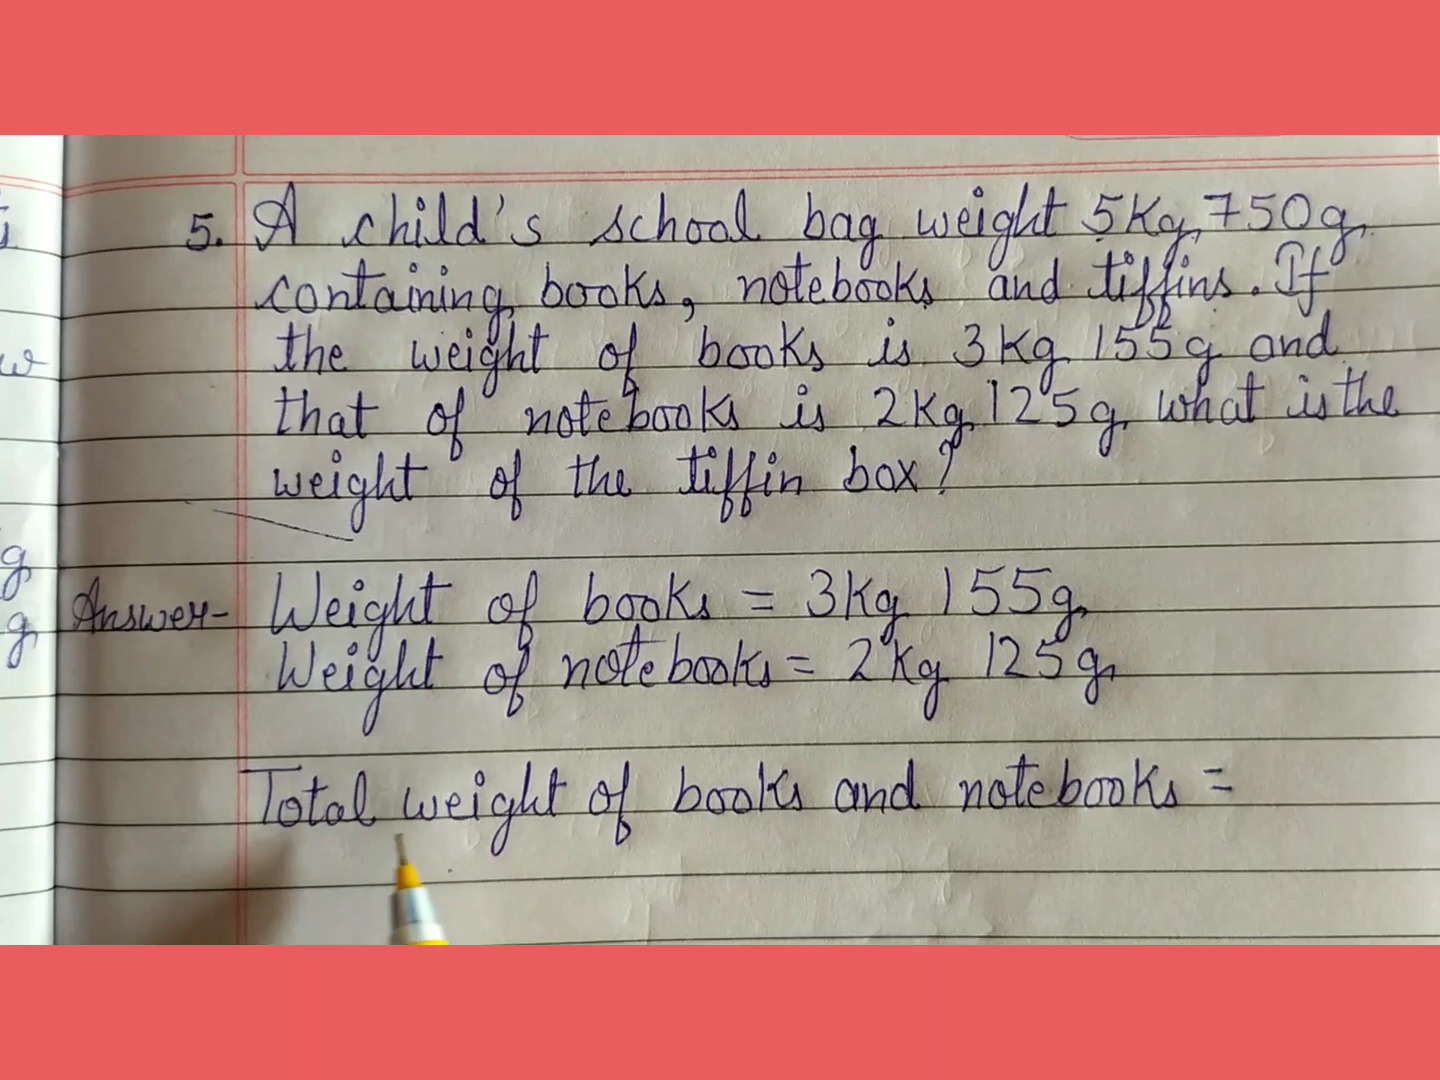 5. A child's school bag weight 5Kg 750g
containing books, notebooks and tiffins. If
the weight of books is 3Kg 155g and
that of notebooks is 2Kg 125g what is the
weight of the tiffin box?
Answer- Weight of books = 3Kg 155g
Weight of notebooks = 2Kg 125g
Total weight of books and notebooks =
g
g